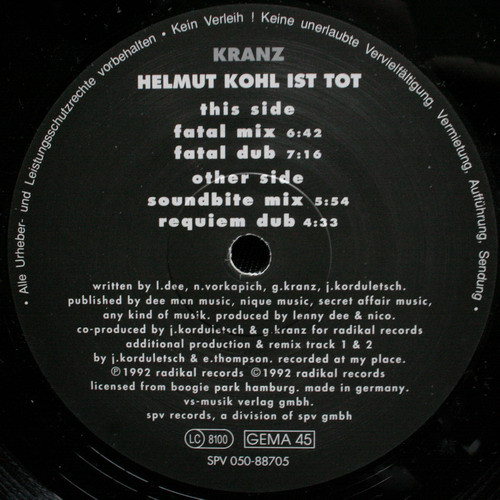 • Alle Urheber- und Leistungsschutzrechte vorbehalten • Kein Verleih ! Keine unerlaubte Vervielfältigung, Vermietung, Aufführung, Sendung •
KRANZ
HELMUT KOHL IST TOT
this side
fatal mix 6:42
fatal dub 7:16
other side
soundbite mix 5:54
requiem dub 4:33
written by l.dee, n.vorkapich, g.kranz, j.korduletsch.
published by dee man music, nique music, secret affair music,
any kind of musik. produced by lenny dee & nico.
co-produced by j.korduletsch & g.kranz for radikal records
additional production & remix track 1 & 2
by j.korduletsch & e.thompson. recorded at my place.
℗1992 radikal records ©1992 radikal records
licensed from boogie park hamburg. made in germany.
vs-musik verlag gmbh.
spv records, a division of spv gmbh
LC 8100 GEMA 45
SPV 050-88705